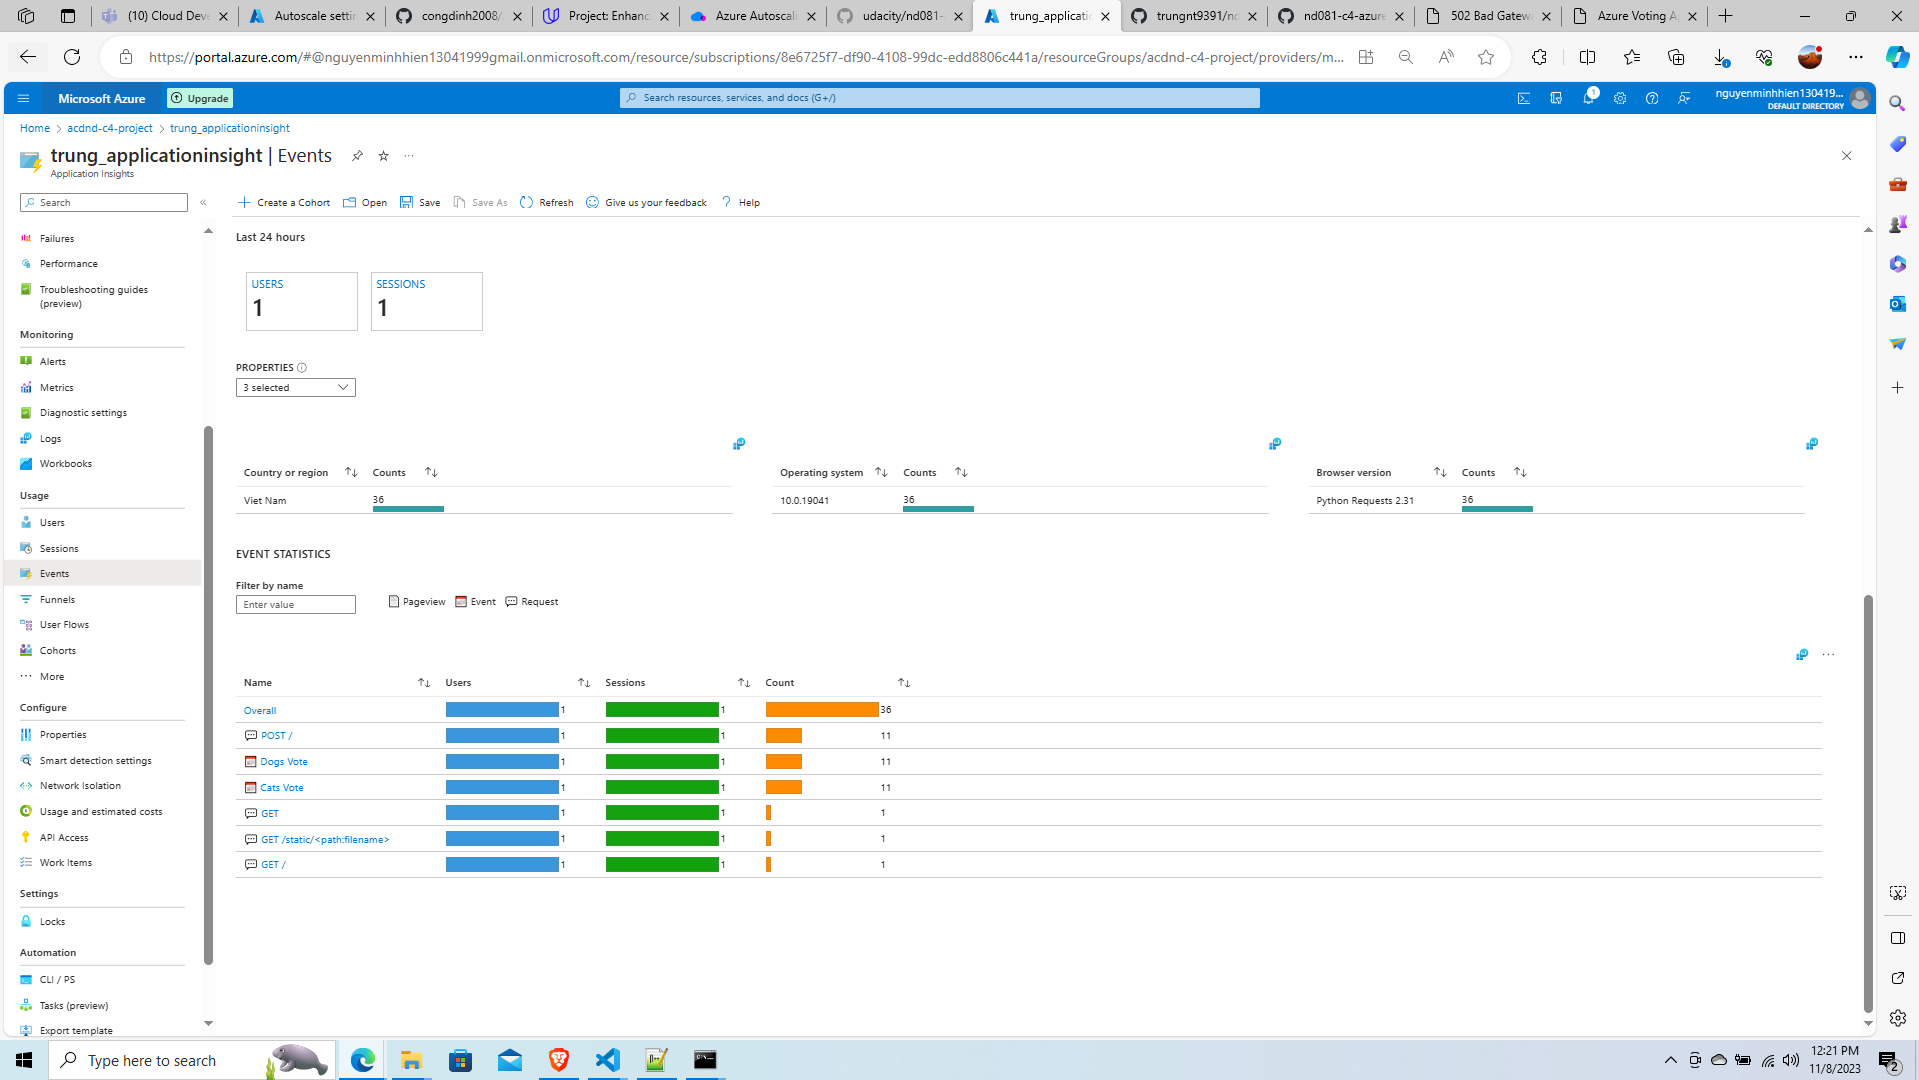 (10) Cloud Deve
Autoscale settin
congdinh2008/
Project: Enhanc
Azure Autoscali
udacity/nd081-
trung_applicatio
trungnt9391/nd
nd081-c4-azure
502 Bad Gatewa
Azure Voting A
https://portal.azure.com/#@nguyenminhhien13041999gmail.onmicrosoft.com/resource/subscriptions/8e6725f7-df90-4108-99dc-edd8806c441a/resourceGroups/acdnd-c4-project/providers/m...
Microsoft Azure
Upgrade
Search resources, services, and docs (G+/)
1
nguyenminhhien130419...
DEFAULT DIRECTORY
Home > acdnd-c4-project > trung_applicationinsight
trung_applicationinsight | Events
Application Insights
Search
Create a Cohort
Open
Save
Save As
Refresh
Give us your feedback
Help
Failures
Performance
Troubleshooting guides
(preview)
Monitoring
Alerts
Metrics
Diagnostic settings
Logs
Workbooks
Usage
Users
Sessions
Events
Funnels
User Flows
Cohorts
More
Configure
Properties
Smart detection settings
Network Isolation
Usage and estimated costs
API Access
Work Items
Settings
Locks
Automation
CLI / PS
Tasks (preview)
Export template
Last 24 hours
USERS
1
SESSIONS
1
PROPERTIES
3 selected
Country or region Counts
Viet Nam 36
Operating system Counts
10.0.19041 36
Browser version Counts
Python Requests 2.31 36
EVENT STATISTICS
Filter by name
Enter value
Pageview Event Request
Name Users Sessions Count
Overall 1 1 36
POST / 1 1 11
Dogs Vote 1 1 11
Cats Vote 1 1 11
GET 1 1 1
GET /static/<path:filename> 1 1 1
GET / 1 1 1
Type here to search
12:21 PM
11/8/2023
2